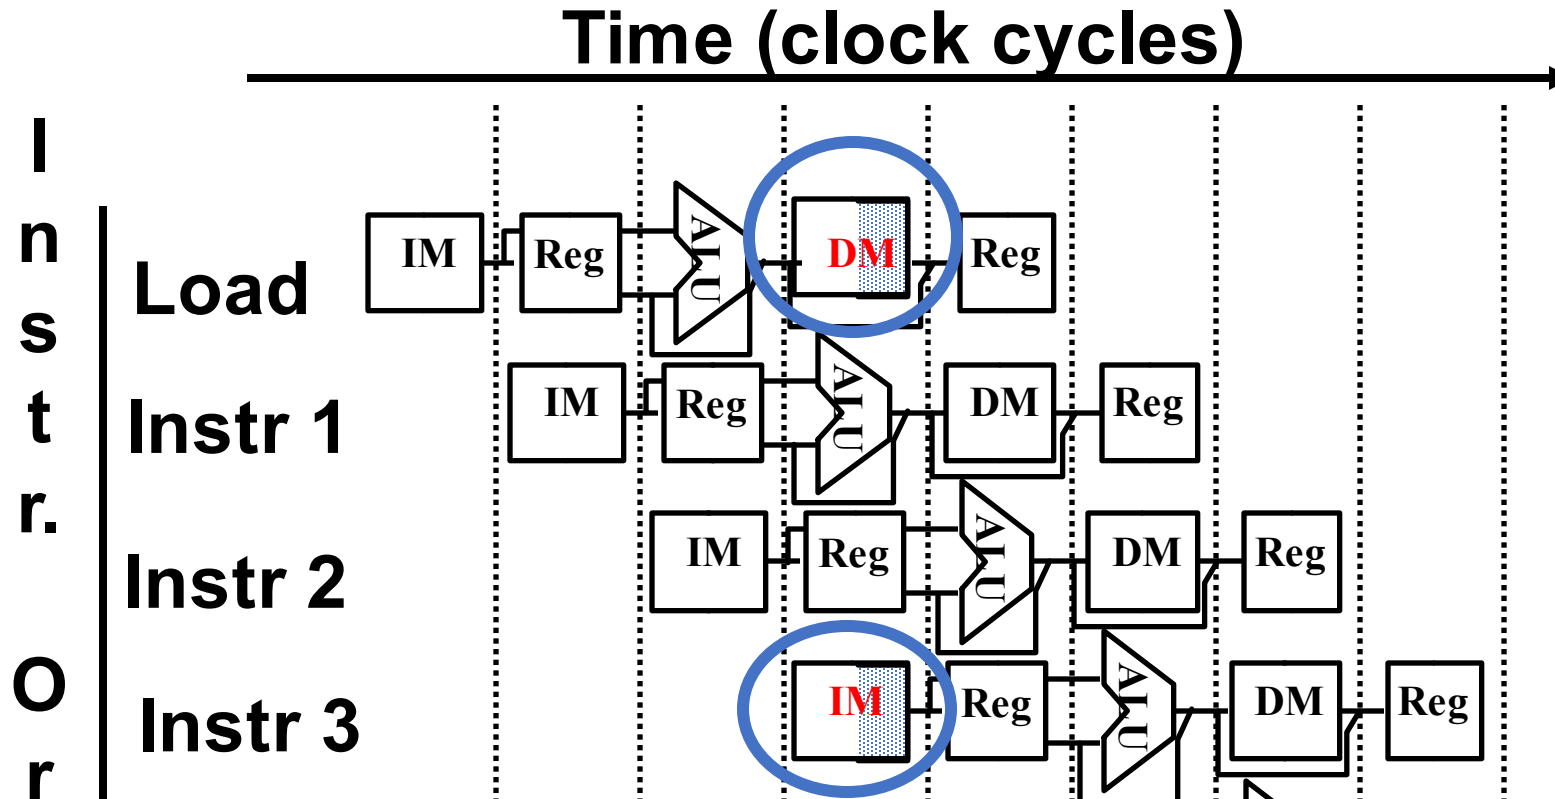 Time (clock cycles)
I
n
s
t
r.
O
r
Load
IM Reg ALU DM Reg
Instr 1
IM Reg ALU DM Reg
Instr 2
IM Reg ALU DM Reg
Instr 3
IM Reg ALU DM Reg